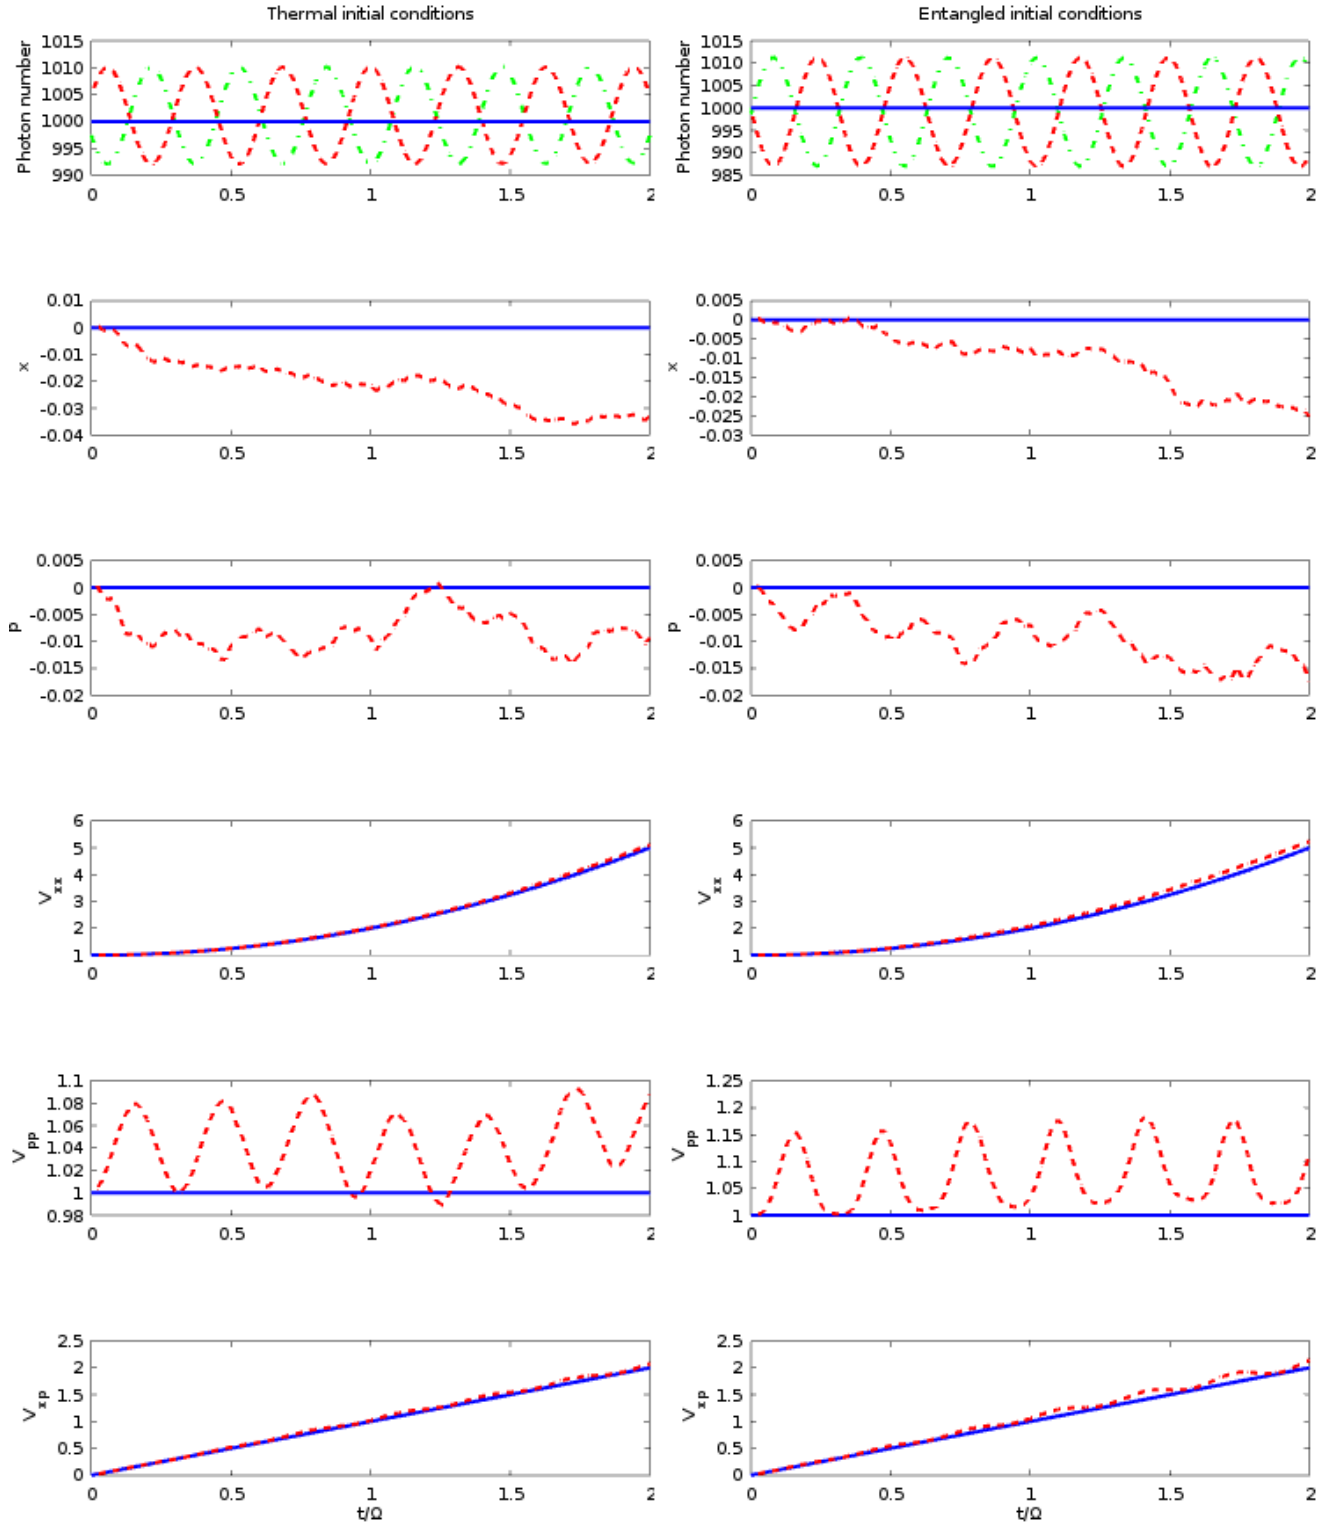 Thermal initial conditions
Entangled initial conditions
Photon number
1015
1010
1005
1000
995
990
0 0.5 1 1.5 2
Photon number
1015
1010
1005
1000
995
990
985
0 0.5 1 1.5 2
x
0.01
0
-0.01
-0.02
-0.03
-0.04
0 0.5 1 1.5 2
x
0.005
0
-0.005
-0.01
-0.015
-0.02
-0.025
-0.03
0 0.5 1 1.5 2
p
0.005
0
-0.005
-0.01
-0.015
-0.02
0 0.5 1 1.5 2
p
0.005
0
-0.005
-0.01
-0.015
-0.02
0 0.5 1 1.5 2
V_xx
6
5
4
3
2
1
0 0.5 1 1.5 2
V_xx
6
5
4
3
2
1
0 0.5 1 1.5 2
V_pp
1.1
1.08
1.06
1.04
1.02
1
0.98
0 0.5 1 1.5 2
V_pp
1.25
1.2
1.15
1.1
1.05
1
0 0.5 1 1.5 2
V_xp
2.5
2
1.5
1
0.5
0
0 0.5 1 1.5 2
t/Ω
V_xp
2.5
2
1.5
1
0.5
0
0 0.5 1 1.5 2
t/Ω